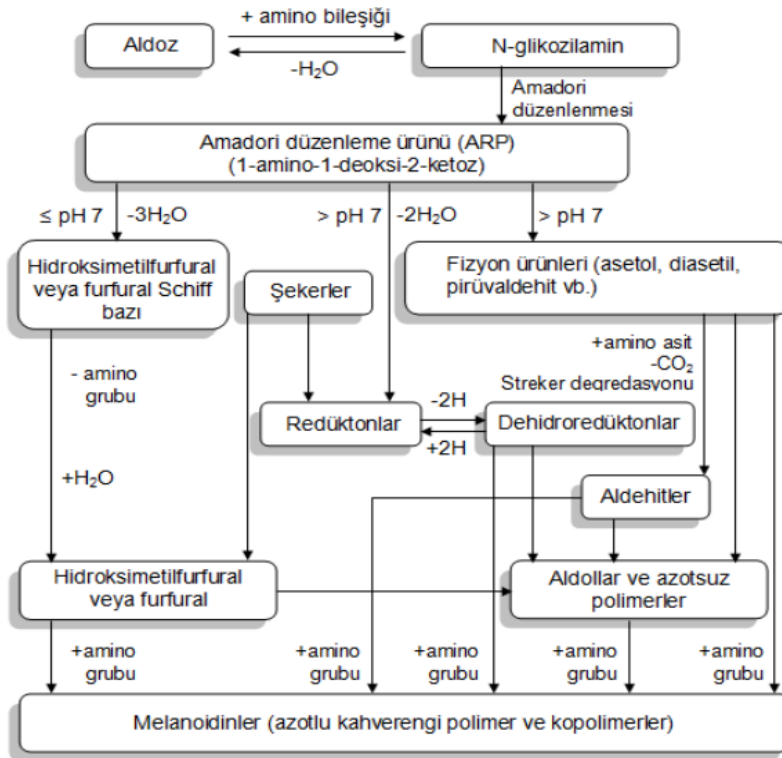 + amino bileşiği
Aldoz
N-glikozilamin
-H₂O
Amadori
düzenlenmesi
Amadori düzenleme ürünü (ARP)
(1-amino-1-deoksi-2-ketoz)
≤ pH 7
-3H₂O
> pH 7
-2H₂O
> pH 7
Hidroksimetilfurfural
veya furfural Schiff
bazı
Şekerler
Fizyon ürünleri (asetol, diasetil,
pirüvaldehit vb.)
- amino
grubu
+amino asit
-CO₂
Streker degredasyonu
Redüktonlar
-2H
+2H
Dehidroredüktonlar
+H₂O
Aldehitler
Hidroksimetilfurfural
veya furfural
Aldollar ve azotsuz
polimerler
+amino
grubu
+amino
grubu
+amino
grubu
+amino
grubu
+amino
grubu
Melanoidinler (azotlu kahverengi polimer ve kopolimerler)